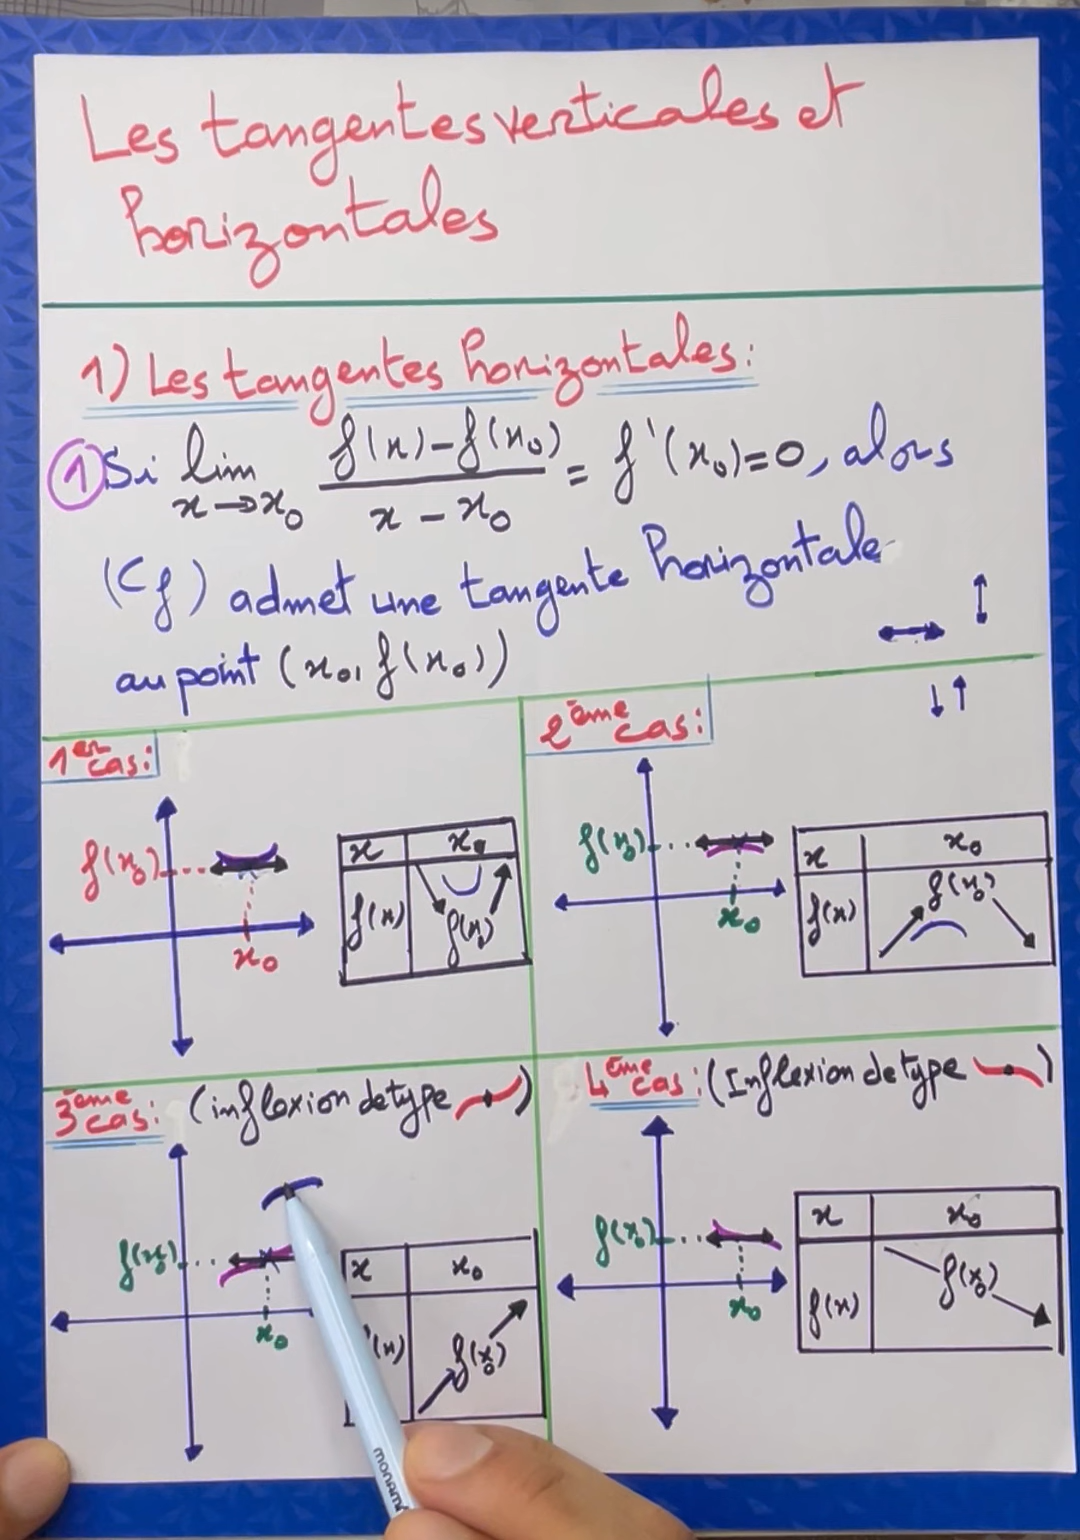 Les tangentes verticales et
horizontales
1) Les tangentes horizontales:
① Si lim x→x₀ (f(x)-f(x₀))/(x-x₀) = f'(x₀)=0, alors
(Cf) admet une tangente horizontale
au point (x₀, f(x₀))
1er cas:
f(x₀)
x₀
x x₀
f(x) f(x₀)
2ème cas:
f(x₀)
x₀
x x₀
f(x) f(x₀)
3ème cas: (inflexion de type )
f(x₀)
x₀
x x₀
(x) f(x₀)
4ème cas: (Inflexion de type )
f(x₀)
x₀
x x₀
f(x) f(x₀)
monami